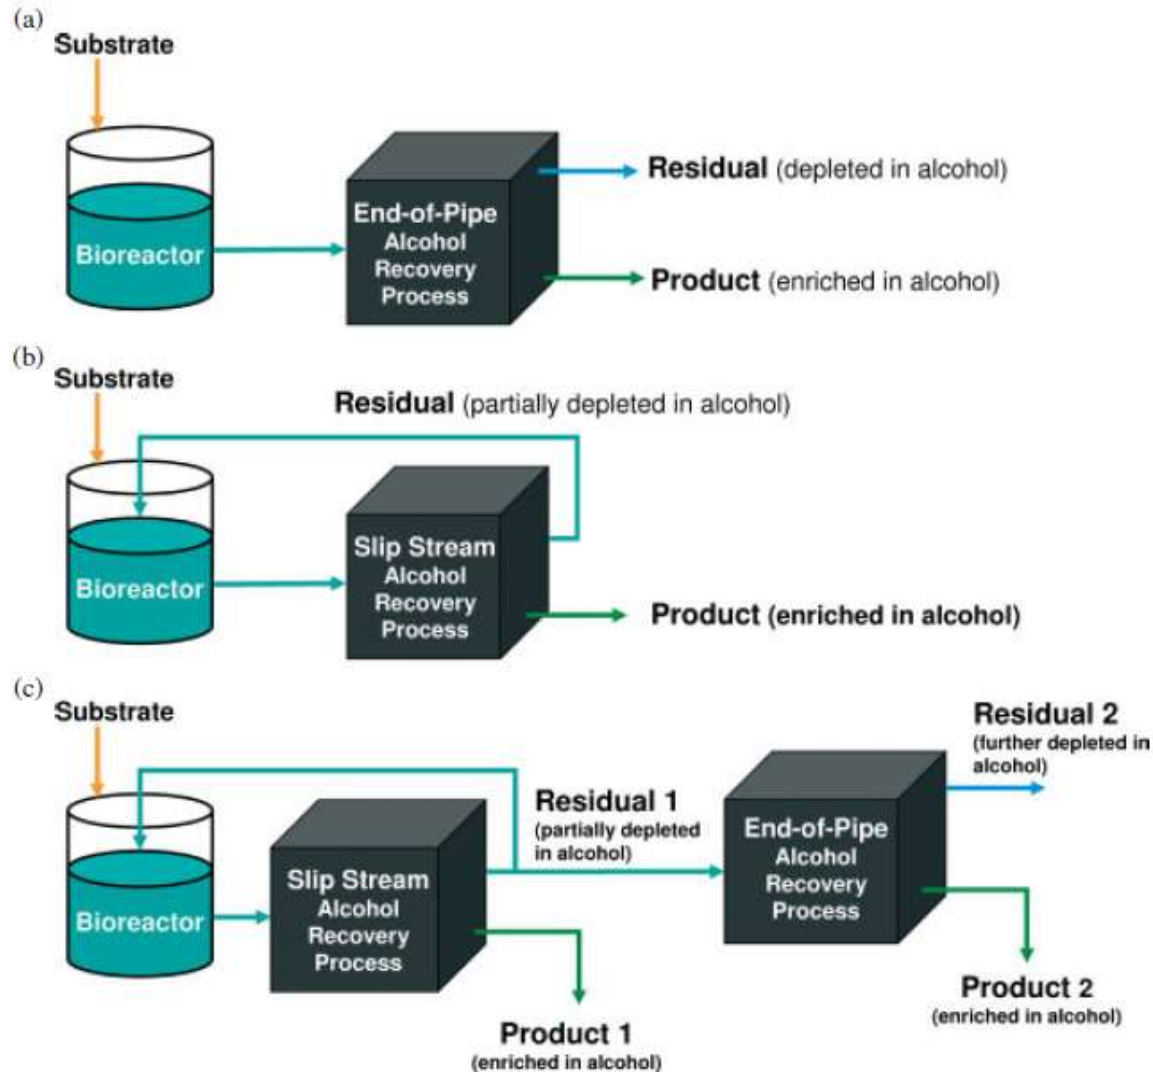 (a)
Substrate
Bioreactor
End-of-Pipe
Alcohol
Recovery
Process
Residual (depleted in alcohol)
Product (enriched in alcohol)
(b)
Substrate
Residual (partially depleted in alcohol)
Bioreactor
Slip Stream
Alcohol
Recovery
Process
Product (enriched in alcohol)
(c)
Substrate
Bioreactor
Slip Stream
Alcohol
Recovery
Process
Residual 1
(partially depleted
in alcohol)
Product 1
(enriched in alcohol)
End-of-Pipe
Alcohol
Recovery
Process
Residual 2
(further depleted in
alcohol)
Product 2
(enriched in alcohol)